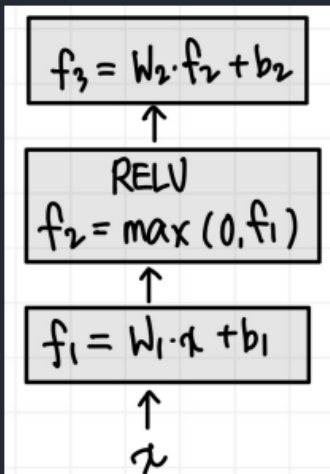 f₃ = W₂·f₂ + b₂
↑
RELU
f₂ = max (0, f₁)
↑
f₁ = W₁·x + b₁
↑
x